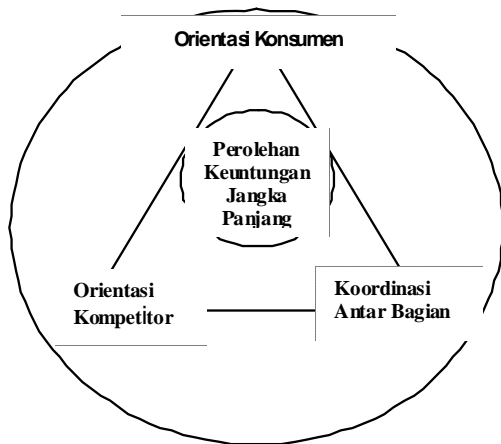 Orientasi Konsumen
Perolehan
Keuntungan
Jangka
Panjang
Orientasi
Kompetitor
Koordinasi
Antar Bagian